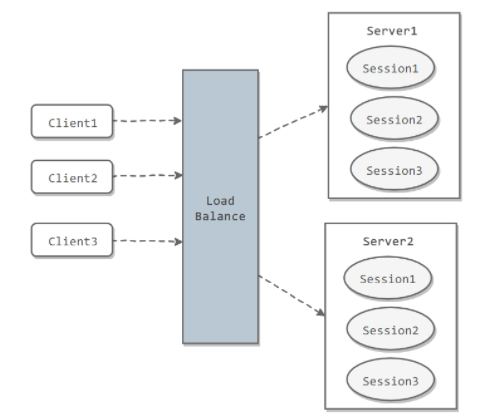 Client1
Client2
Client3
Load
Balance
Server1
Session1
Session2
Session3
Server2
Session1
Session2
Session3